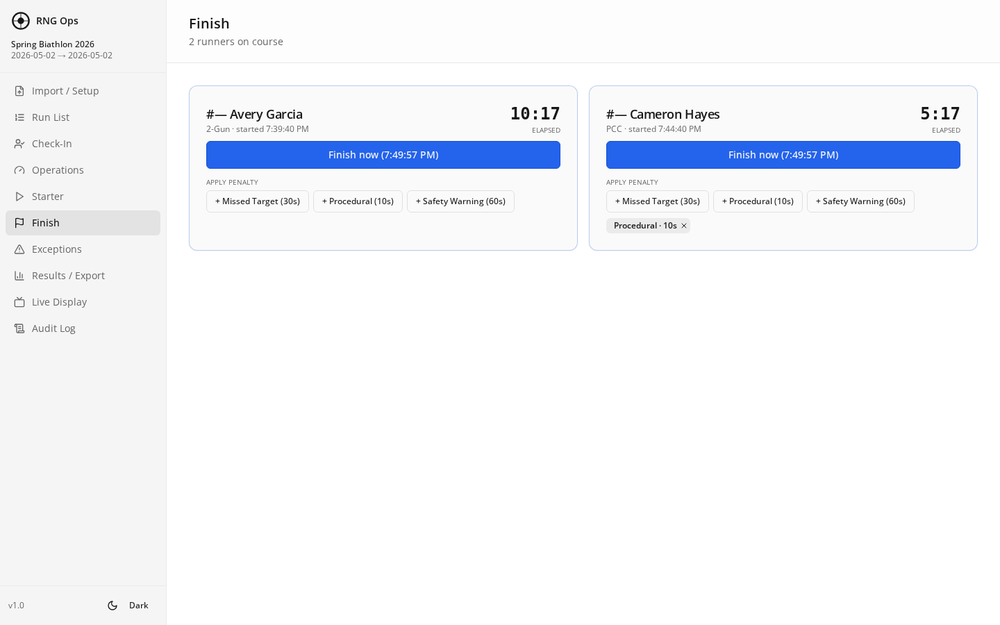 RNG Ops
Spring Biathlon 2026
2026-05-02 → 2026-05-02
Import / Setup
Run List
Check-In
Operations
Starter
Finish
Exceptions
Results / Export
Live Display
Audit Log
v1.0
Dark
Finish
2 runners on course
#— Avery Garcia
10:17
2-Gun · started 7:39:40 PM
ELAPSED
Finish now (7:49:57 PM)
APPLY PENALTY
+ Missed Target (30s)
+ Procedural (10s)
+ Safety Warning (60s)
#— Cameron Hayes
5:17
PCC · started 7:44:40 PM
ELAPSED
Finish now (7:49:57 PM)
APPLY PENALTY
+ Missed Target (30s)
+ Procedural (10s)
+ Safety Warning (60s)
Procedural · 10s